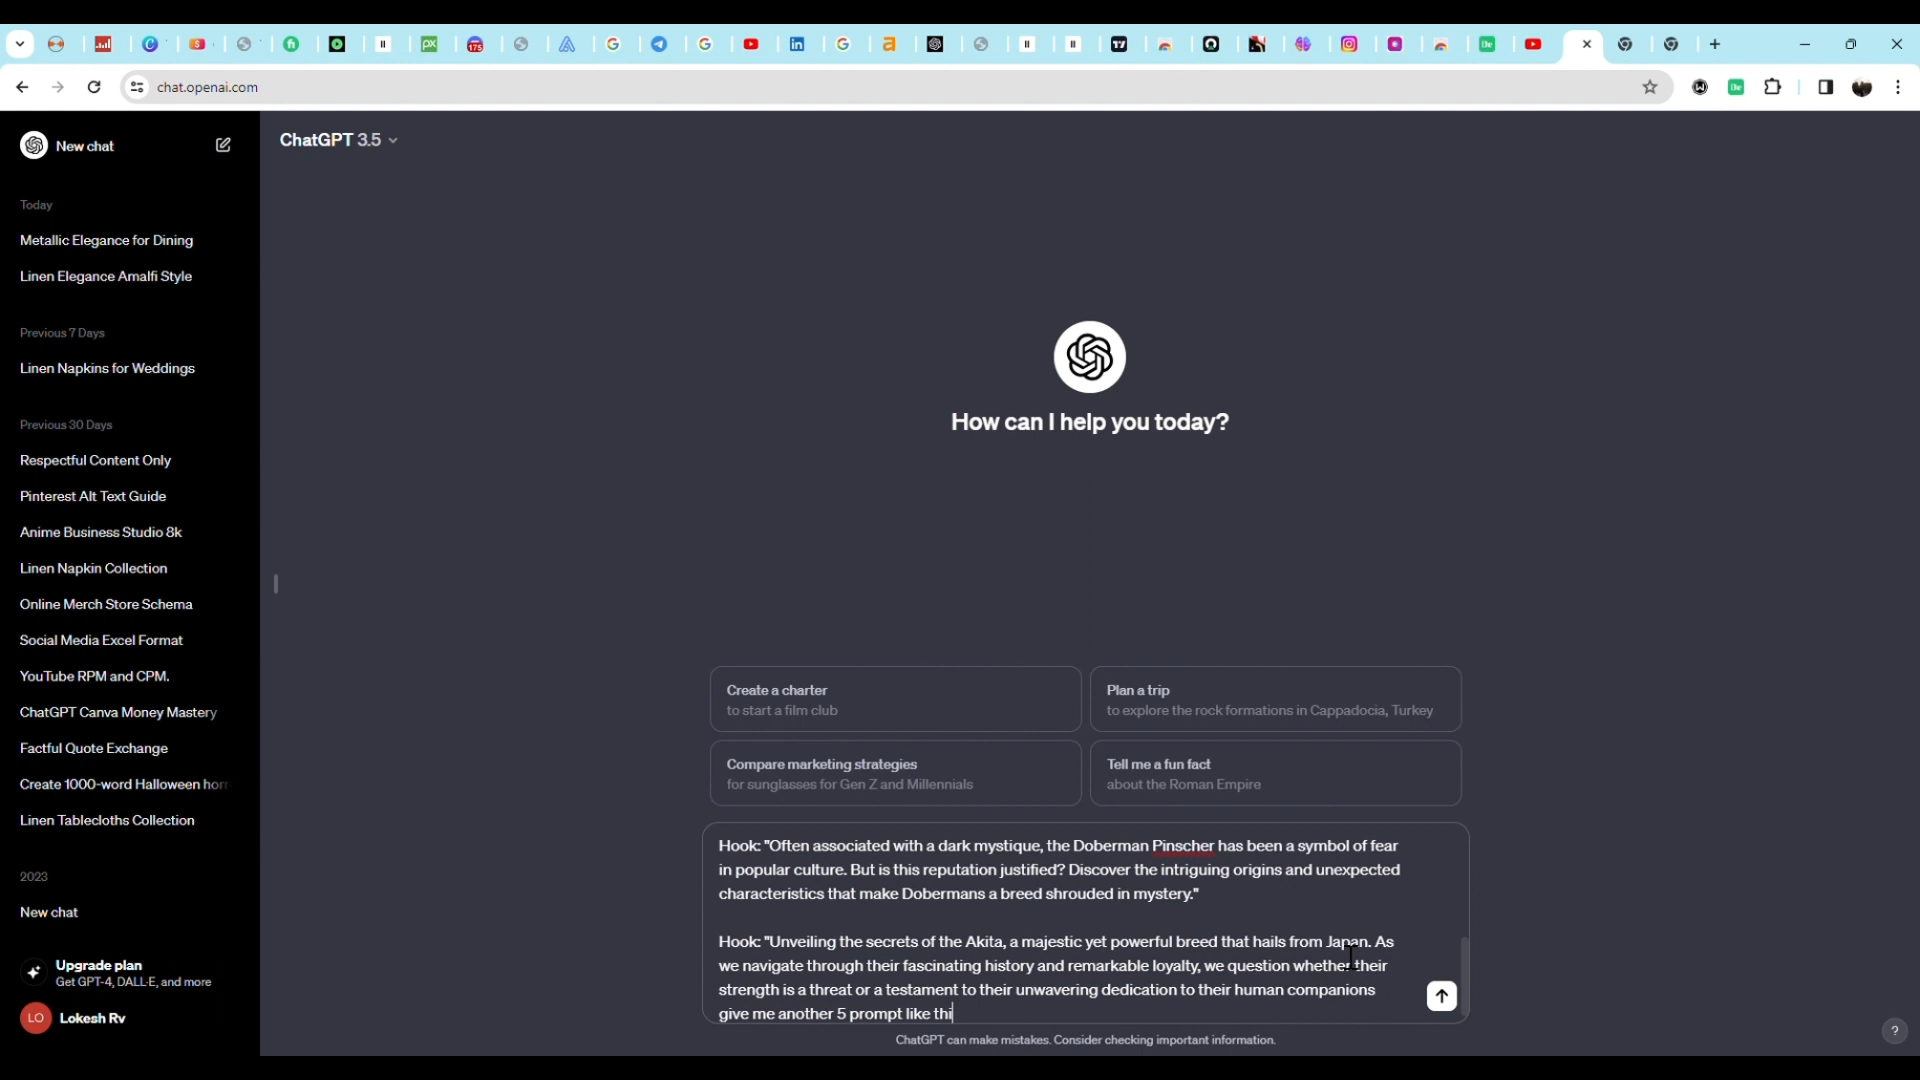 175
chat.openai.com
New chat
ChatGPT 3.5
Today
Metallic Elegance for Dining
Linen Elegance Amalfi Style
Previous 7 Days
Linen Napkins for Weddings
Previous 30 Days
Respectful Content Only
Pinterest Alt Text Guide
Anime Business Studio 8k
Linen Napkin Collection
Online Merch Store Schema
Social Media Excel Format
YouTube RPM and CPM.
ChatGPT Canva Money Mastery
Factful Quote Exchange
Create 1000-word Halloween horr
Linen Tablecloths Collection
2023
New chat
Upgrade plan
Get GPT-4, DALL·E, and more
LO
Lokesh Rv
How can I help you today?
Create a charter
to start a film club
Plan a trip
to explore the rock formations in Cappadocia, Turkey
Compare marketing strategies
for sunglasses for Gen Z and Millennials
Tell me a fun fact
about the Roman Empire
Hook: "Often associated with a dark mystique, the Doberman Pinscher has been a symbol of fear
in popular culture. But is this reputation justified? Discover the intriguing origins and unexpected
characteristics that make Dobermans a breed shrouded in mystery."
Hook: "Unveiling the secrets of the Akita, a majestic yet powerful breed that hails from Japan. As
we navigate through their fascinating history and remarkable loyalty, we question whether their
strength is a threat or a testament to their unwavering dedication to their human companions
give me another 5 prompt like thi
ChatGPT can make mistakes. Consider checking important information.
?